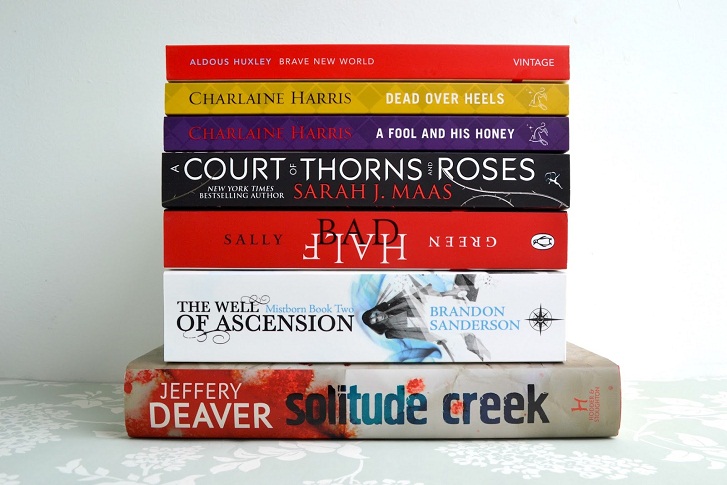 ALDOUS HUXLEY BRAVE NEW WORLD VINTAGE
CHARLAINE HARRIS DEAD OVER HEELS
CHARLAINE HARRIS A FOOL AND HIS HONEY
A COURT OF THORNS AND ROSES
NEW YORK TIMES
BESTSELLING AUTHOR
SARAH J. MAAS
SALLY BAD
HALF GREEN
THE WELL
OF ASCENSION
Mistborn Book Two
BRANDON
SANDERSON
JEFFERY
DEAVER
solitude creek
HODDER &
STOUGHTON